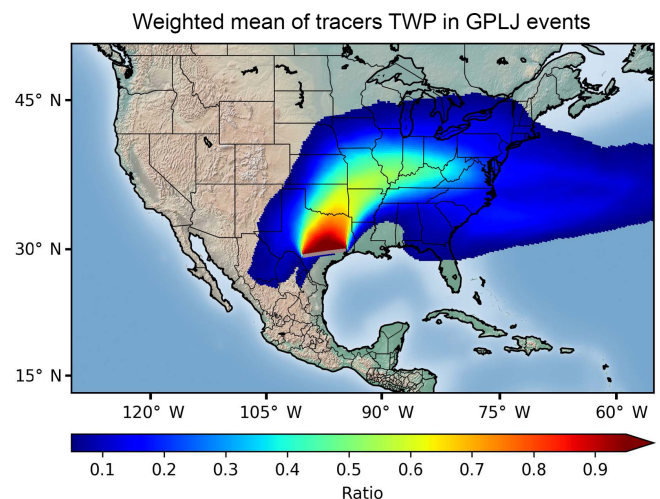 Weighted mean of tracers TWP in GPLJ events
45° N
30° N
15° N
120° W 105° W 90° W 75° W 60° W
0.1 0.2 0.3 0.4 0.5 0.6 0.7 0.8 0.9
Ratio